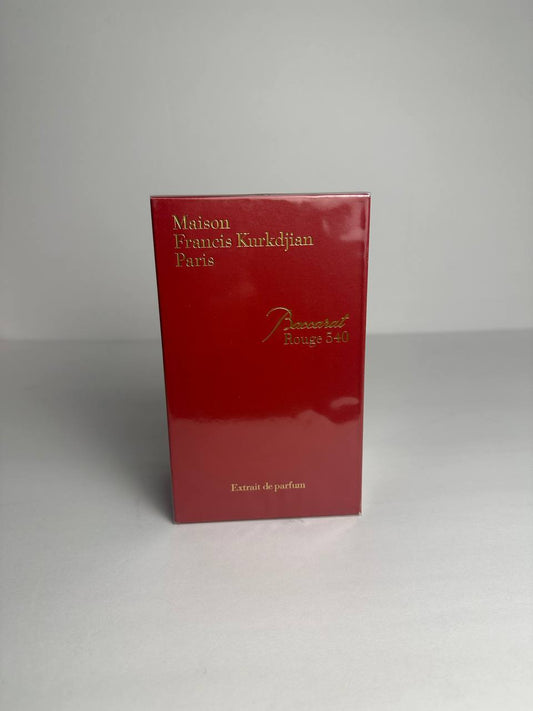 Maison
Francis Kurkdjian
Paris
Baccarat
Rouge 540
Extrait de parfum